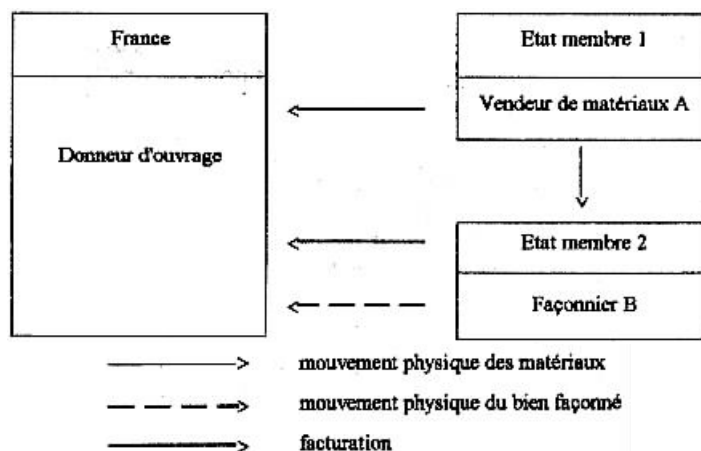 France
Donneur d'ouvrage
Etat membre 1
Vendeur de matériaux A
Etat membre 2
Façonnier B
mouvement physique des matériaux
mouvement physique du bien façonné
facturation